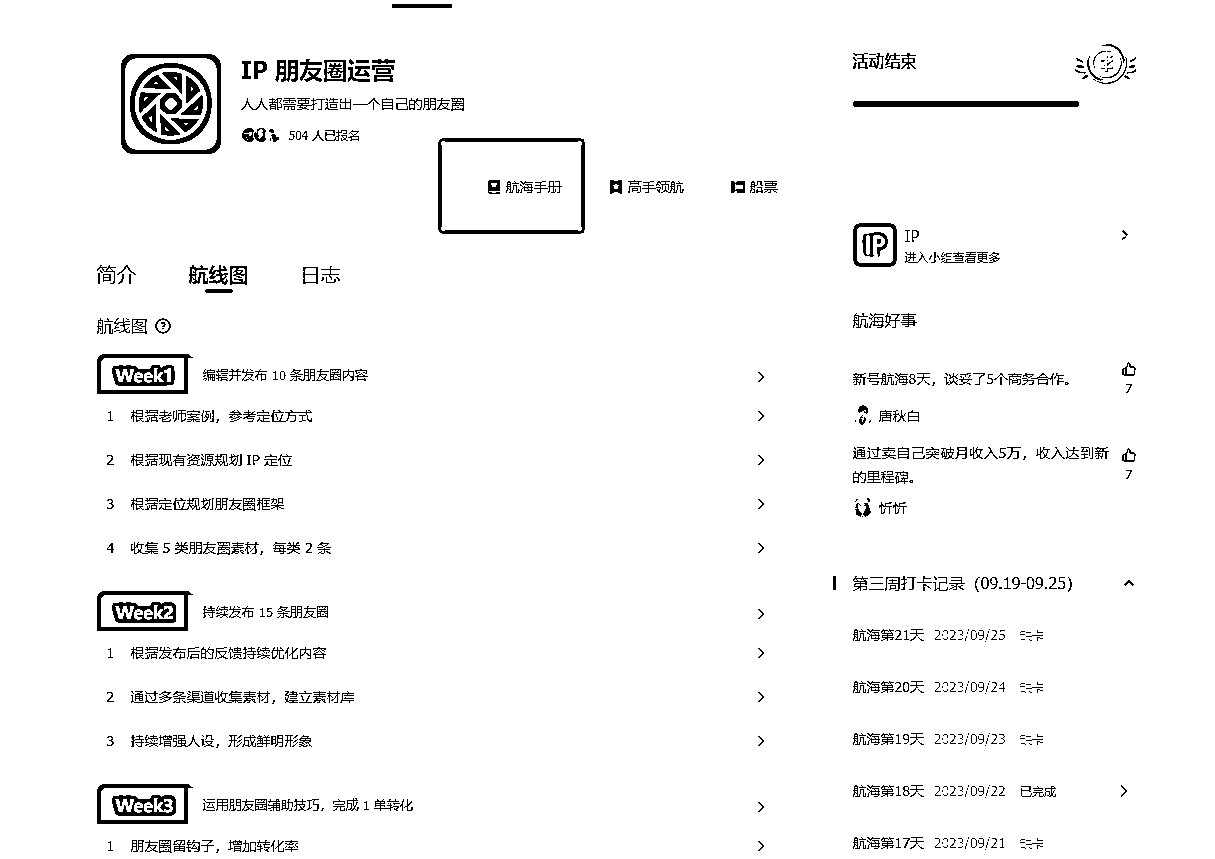 IP 朋友圈运营
人人都需要打造出一个自己的朋友圈
504 人已报名
航海手册
高手领航
船票
简介
航线图
日志
航线图
Week1 编辑并发布 10 条朋友圈内容
1 根据老师案例，参考定位方式
2 根据现有资源规划 IP 定位
3 根据定位规划朋友圈框架
4 收集 5 类朋友圈素材，每类 2 条
Week2 持续发布 15 条朋友圈
1 根据发布后的反馈持续优化内容
2 通过多条渠道收集素材，建立素材库
3 持续增强人设，形成鲜明形象
Week3 运用朋友圈辅助技巧，完成 1 单转化
1 朋友圈留钩子，增加转化率
活动结束
IP
进入小组查看更多
航海好事
新号航海8天，谈妥了5个商务合作。
7
唐秋白
通过卖自己突破月收入5万，收入达到新
的里程碑。
7
忻忻
第三周打卡记录（09.19-09.25）
航海第21天 2023/09/25
航海第20天 2023/09/24
航海第19天 2023/09/23
航海第18天 2023/09/22 已完成
航海第17天 2023/09/21